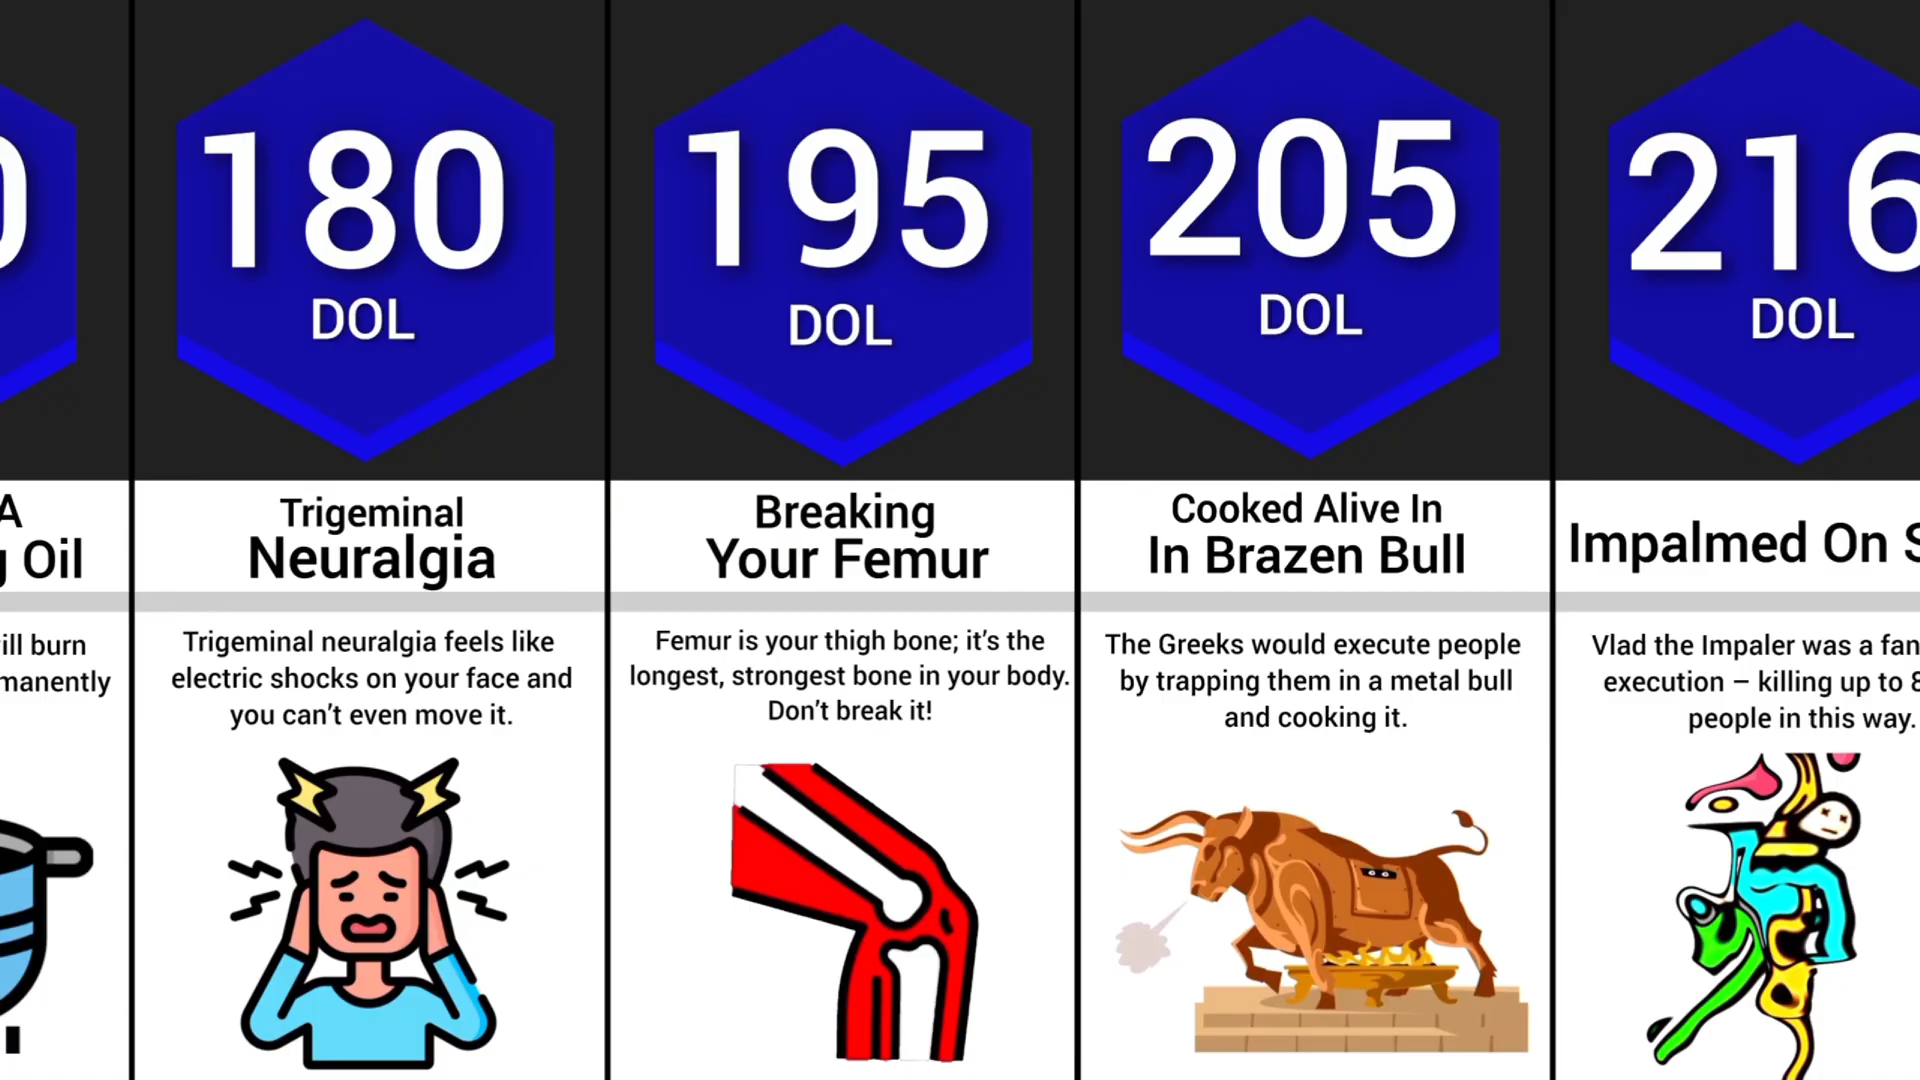 0
A
g Oil
ill burn
manently
180
DOL
Trigeminal
Neuralgia
Trigeminal neuralgia feels like
electric shocks on your face and
you can’t even move it.
195
DOL
Breaking
Your Femur
Femur is your thigh bone; it’s the
longest, strongest bone in your body.
Don’t break it!
205
DOL
Cooked Alive In
In Brazen Bull
The Greeks would execute people
by trapping them in a metal bull
and cooking it.
216
DOL
Impalmed On S
Vlad the Impaler was a fan
execution – killing up to 8
people in this way.